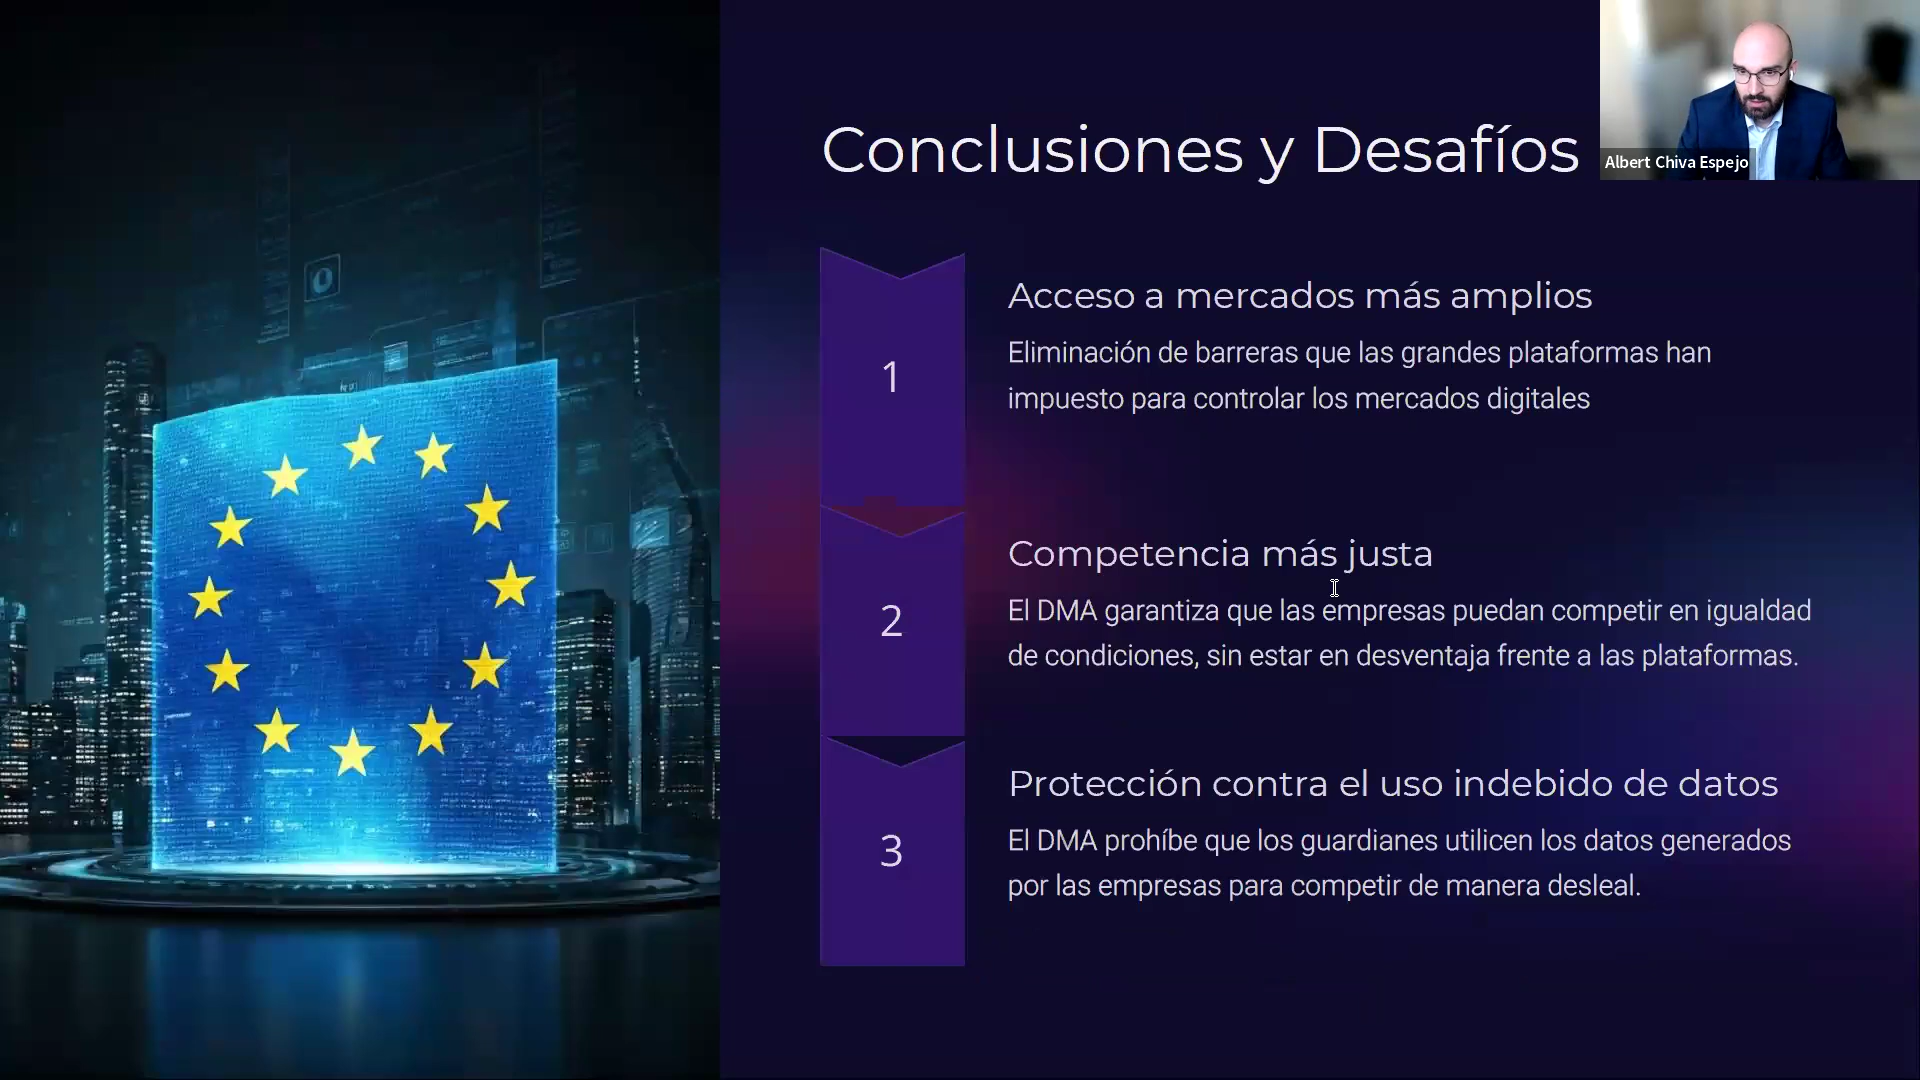 Conclusiones y Desafíos
Albert Chiva Espejo
1
Acceso a mercados más amplios
Eliminación de barreras que las grandes plataformas han
impuesto para controlar los mercados digitales
2
Competencia más justa
El DMA garantiza que las empresas puedan competir en igualdad
de condiciones, sin estar en desventaja frente a las plataformas.
3
Protección contra el uso indebido de datos
El DMA prohíbe que los guardianes utilicen los datos generados
por las empresas para competir de manera desleal.